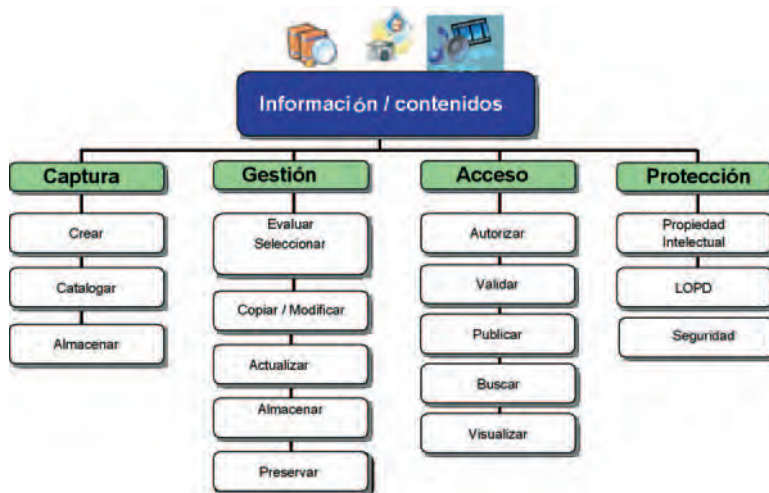 Información / contenidos
Captura
Crear
Catalogar
Almacenar
Gestión
Evaluar
Seleccionar
Copiar / Modificar
Actualizar
Almacenar
Preservar
Acceso
Autorizar
Validar
Publicar
Buscar
Visualizar
Protección
Propiedad
Intelectual
LOPD
Seguridad